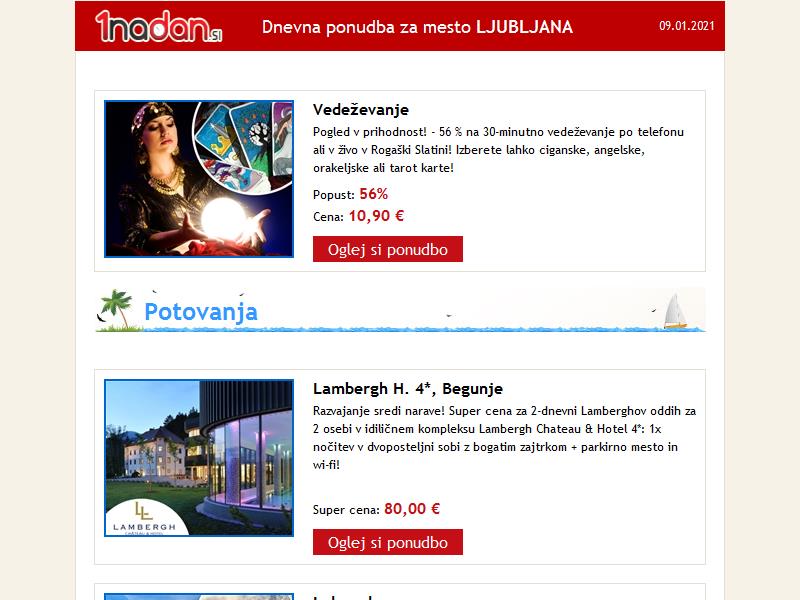 1nadan.si
Dnevna ponudba za mesto LJUBLJANA
09.01.2021
Vedeževanje
Pogled v prihodnost! - 56 % na 30-minutno vedeževanje po telefonu
ali v živo v Rogaški Slatini! Izberete lahko ciganske, angelske,
orakeljske ali tarot karte!
Popust: 56%
Cena: 10,90 €
Oglej si ponudbo
Potovanja
Lambergh H. 4*, Begunje
Razvajanje sredi narave! Super cena za 2-dnevni Lamberghov oddih za
2 osebi v idiličnem kompleksu Lambergh Chateau & Hotel 4*: 1x
nočitev v dvoposteljni sobi z bogatim zajtrkom + parkirno mesto in
wi-fi!
LAMBERGH
CHÂTEAU & HOTEL
Super cena: 80,00 €
Oglej si ponudbo